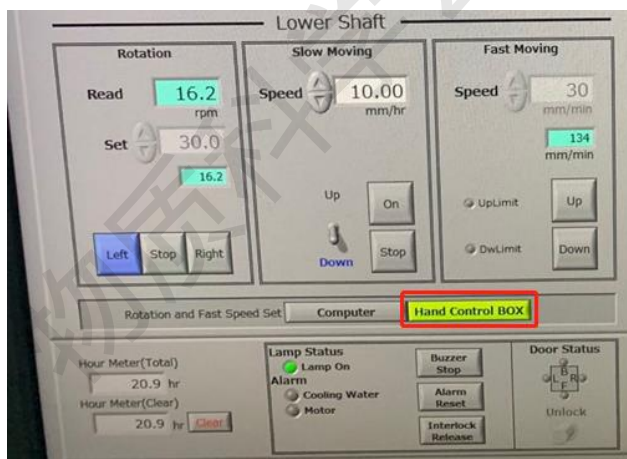 Lower Shaft
Rotation
Read 16.2
rpm
Set 30.0
16.2
Left Stop Right
Slow Moving
Speed 10.00
mm/hr
Up On
Down Stop
Fast Moving
Speed 30
mm/min
134
mm/min
UpLimit Up
DwLimit Down
Rotation and Fast Speed Set Computer Hand Control BOX
Hour Meter(Total)
20.9 hr
Hour Meter(Clear)
20.9 hr Clear
Lamp Status
Lamp On
Alarm
Cooling Water
Motor
Buzzer
Stop
Alarm
Reset
Interlock
Release
Door Status
B
L R
F
Unlock
物质科学